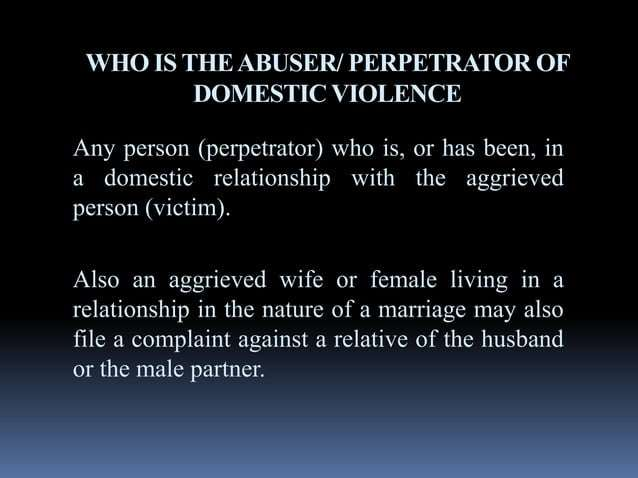 WHO IS THE ABUSER/ PERPETRATOR OF
DOMESTIC VIOLENCE
Any person (perpetrator) who is, or has been, in
a domestic relationship with the aggrieved
person (victim).
Also an aggrieved wife or female living in a
relationship in the nature of a marriage may also
file a complaint against a relative of the husband
or the male partner.